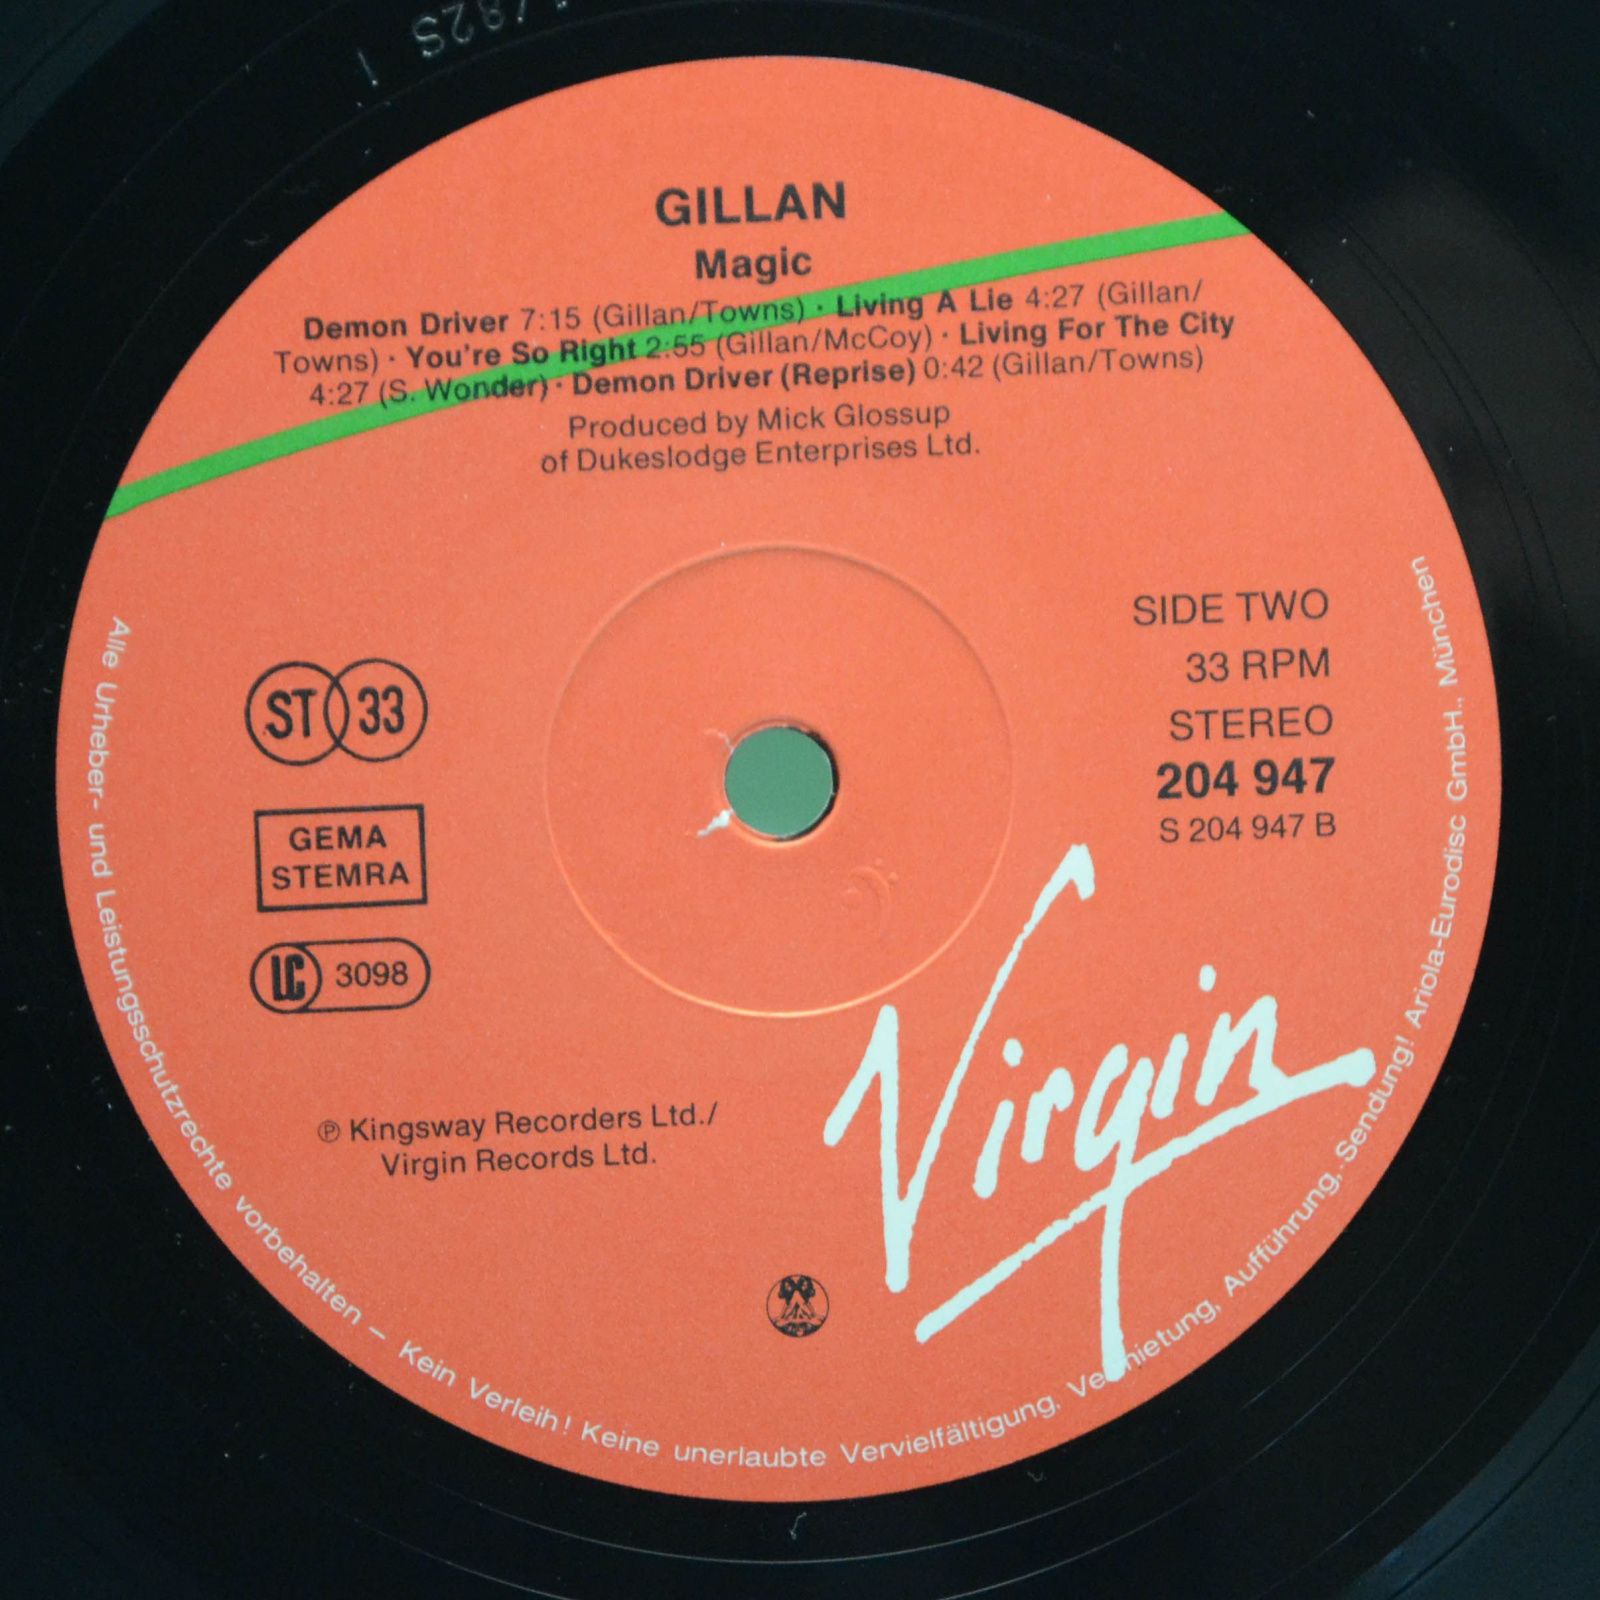 GILLAN
Magic
Demon Driver 7:15 (Gillan/Towns) · Living A Lie 4:27 (Gillan/
Towns) · You're So Right 2:55 (Gillan/McCoy) · Living For The City
4:27 (S. Wonder) · Demon Driver (Reprise) 0:42 (Gillan/Towns)
Produced by Mick Glossup
of Dukeslodge Enterprises Ltd.
SIDE TWO
33 RPM
STEREO
204 947
S 204 947 B
ST 33
GEMA
STEMRA
LC 3098
Virgin
℗ Kingsway Recorders Ltd./
Virgin Records Ltd.
Alle Urheber- und Leistungsschutzrechte vorbehalten – Kein Verleih! Keine unerlaubte Vervielfältigung, Vermietung, Aufführung, Sendung! Ariola-Eurodisc GmbH., München